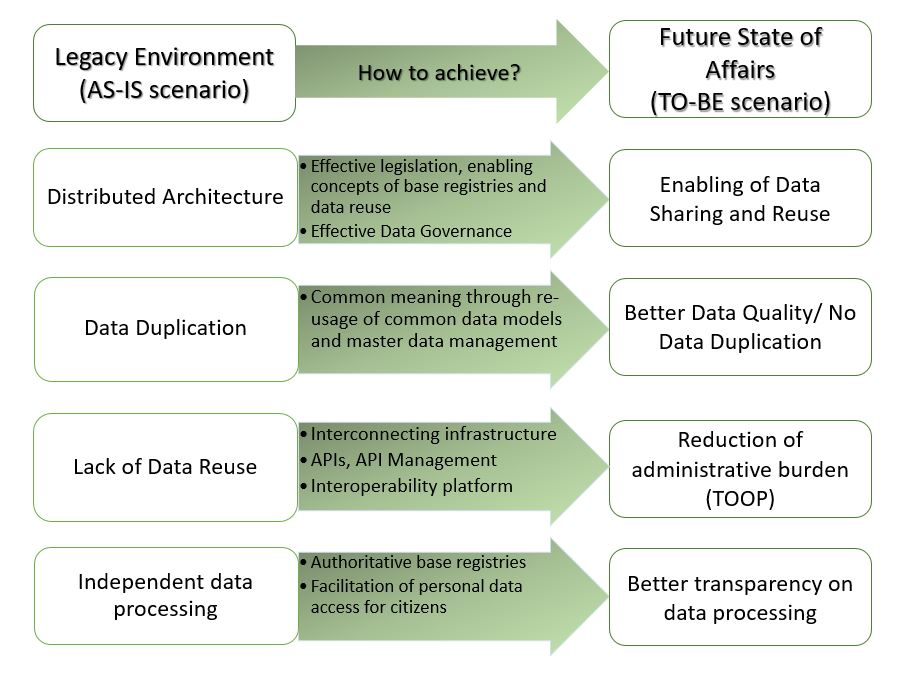 Legacy Environment
(AS-IS scenario)
How to achieve?
Future State of
Affairs
(TO-BE scenario)
Distributed Architecture
• Effective legislation, enabling
concepts of base registries and
data reuse
• Effective Data Governance
Enabling of Data
Sharing and Reuse
Data Duplication
• Common meaning through re-
usage of common data models
and master data management
Better Data Quality/ No
Data Duplication
Lack of Data Reuse
• Interconnecting infrastructure
• APIs, API Management
• Interoperability platform
Reduction of
administrative burden
(TOOP)
Independent data
processing
• Authoritative base registries
• Facilitation of personal data
access for citizens
Better transparency on
data processing